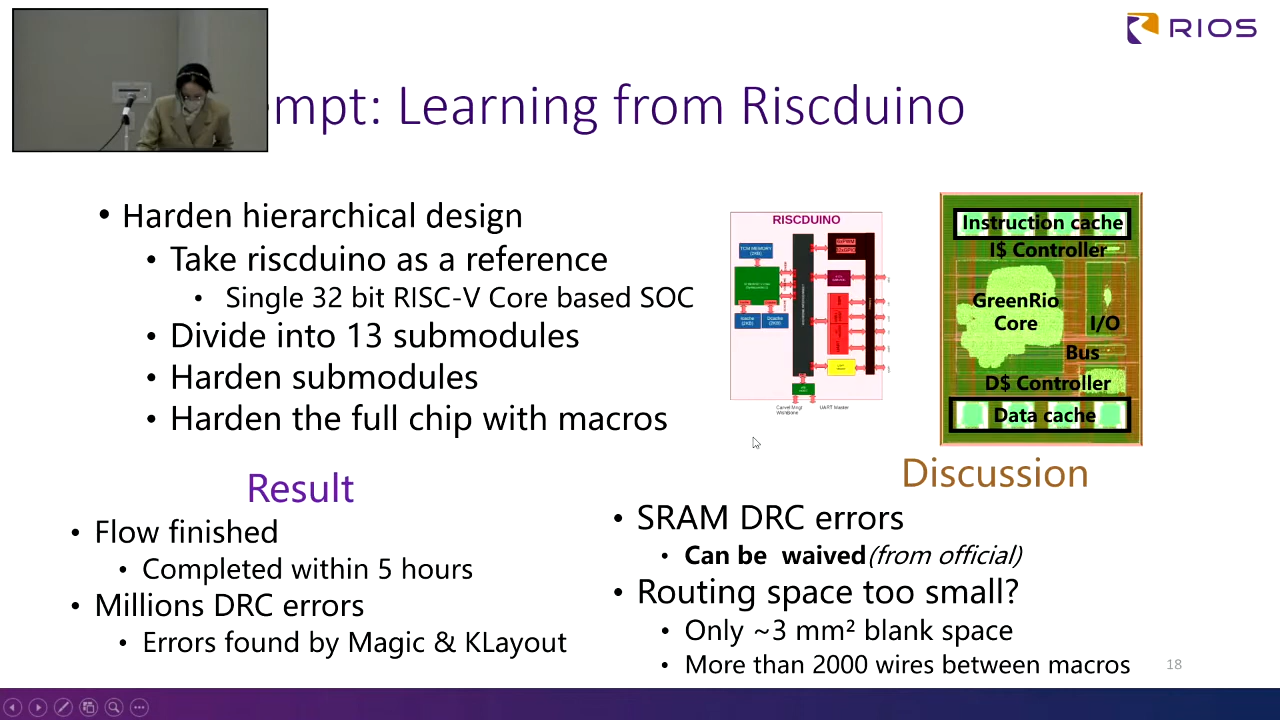 RIOS
mpt: Learning from Riscduino
• Harden hierarchical design
• Take riscduino as a reference
• Single 32 bit RISC-V Core based SOC
• Divide into 13 submodules
• Harden submodules
• Harden the full chip with macros
RISCDUINO
TCM MEMORY
UART Master
Instruction cache
I$ Controller
GreenRio
Core
I/O
Bus
D$ Controller
Data cache
Result
• Flow finished
• Completed within 5 hours
• Millions DRC errors
• Errors found by Magic & KLayout
Discussion
• SRAM DRC errors
• Can be waived(from official)
• Routing space too small?
• Only ~3 mm² blank space
• More than 2000 wires between macros
18